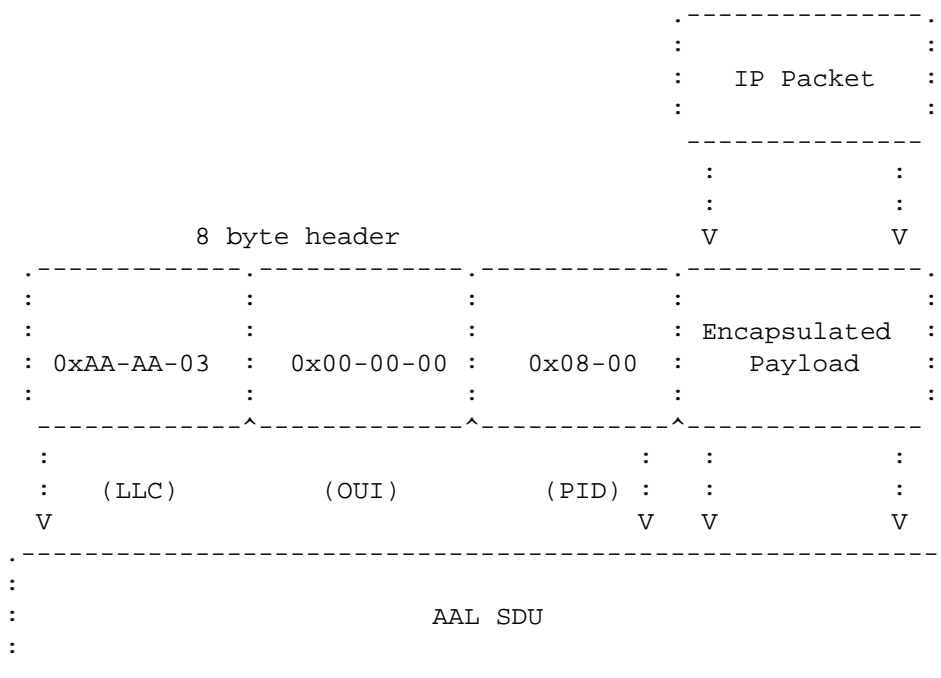 IP Packet
8 byte header V V
Encapsulated
0xAA-AA-03 0x00-00-00 0x08-00 Payload
(LLC) (OUI) (PID)
V V V V
AAL SDU